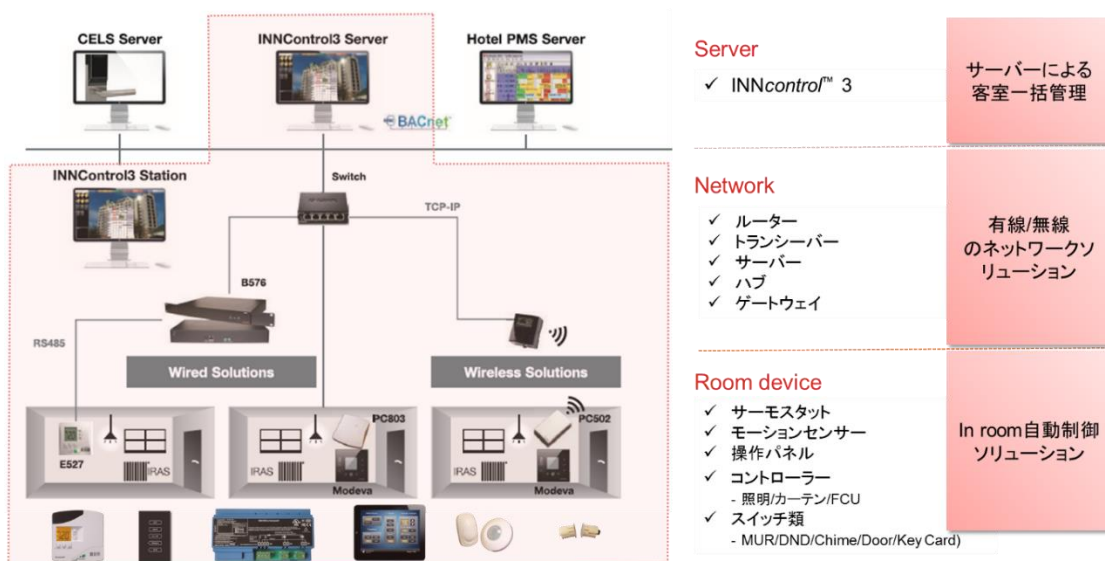 CELS Server
INNControl3 Server
Hotel PMS Server
BACnet
INNControl3 Station
Switch
TCP-IP
B576
RS485
Wired Solutions
Wireless Solutions
E527
IRAS
PC803
IRAS
Modeva
PC502
IRAS
Modeva
Server
✓ INNcontrol™ 3
サーバーによる
客室一括管理
Network
✓ ルーター
✓ トランシーバー
✓ サーバー
✓ ハブ
✓ ゲートウェイ
有線/無線
のネットワークソ
リューション
Room device
✓ サーモスタット
✓ モーションセンサー
✓ 操作パネル
✓ コントローラー
- 照明/カーテン/FCU
✓ スイッチ類
- MUR/DND/Chime/Door/Key Card)
In room自動制御
ソリューション